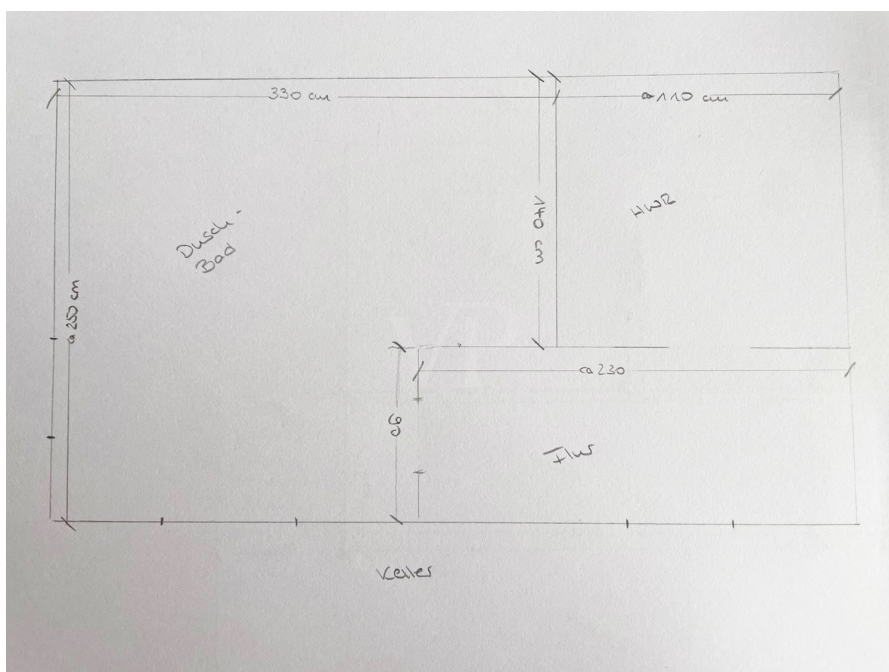 330 cm
ca 110 cm
Dusch-
Bad
140 cm
HWR
ca 250 cm
ca 230
90
Flur
Keller